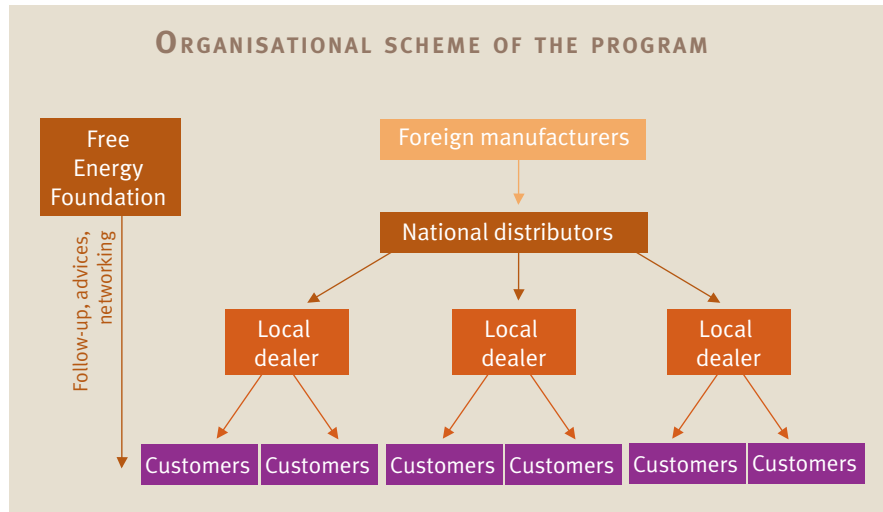 ORGANISATIONAL SCHEME OF THE PROGRAM
Free
Energy
Foundation
Foreign manufacturers
National distributors
Follow-up, advices,
networking
Local
dealer
Local
dealer
Local
dealer
Customers
Customers
Customers
Customers
Customers
Customers